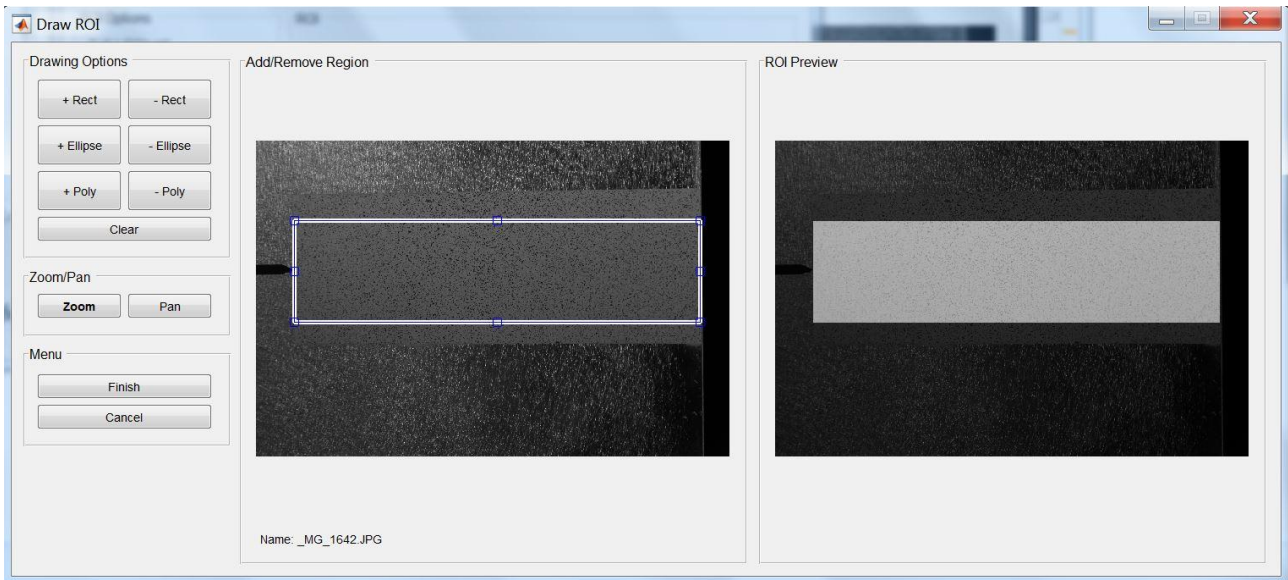 Draw ROI
Drawing Options
+ Rect
- Rect
+ Ellipse
- Ellipse
+ Poly
- Poly
Clear
Zoom/Pan
Zoom
Pan
Menu
Finish
Cancel
Add/Remove Region
Name: _MG_1642.JPG
ROI Preview